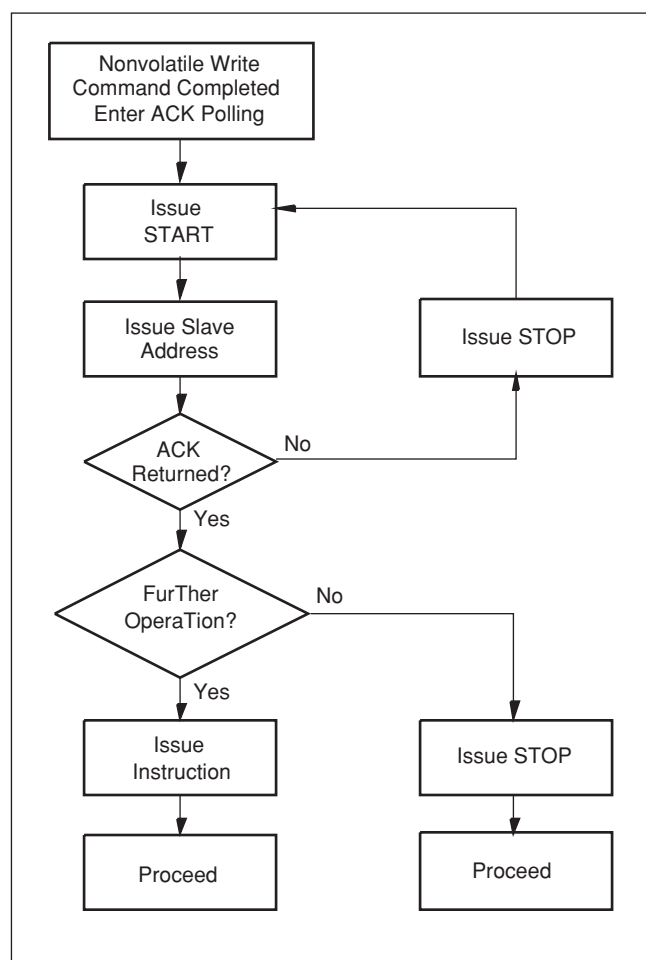 Nonvolatile Write
Command Completed
Enter ACK Polling
Issue
START
Issue Slave
Address
Issue STOP
ACK
Returned?
No
Yes
FurTher
OperaTion?
No
Yes
Issue
Instruction
Issue STOP
Proceed
Proceed